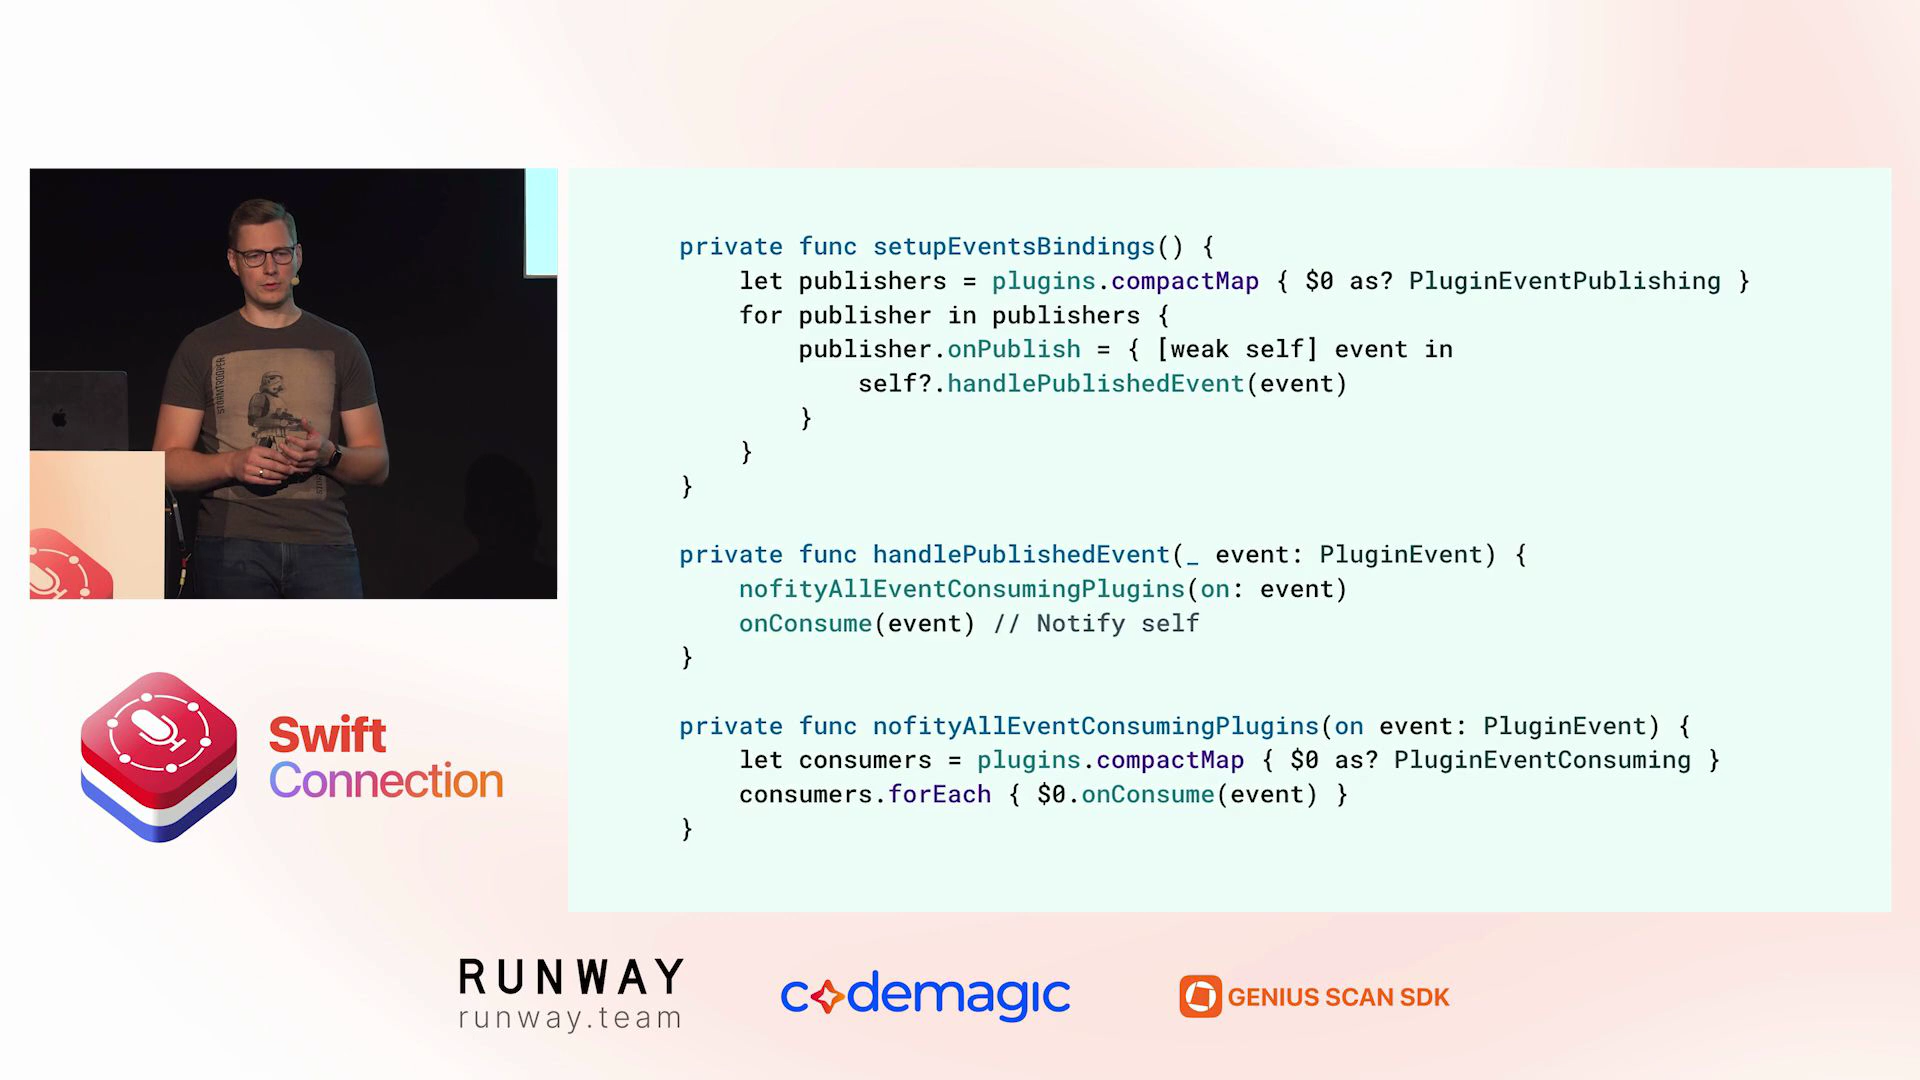 private func setupEventsBindings() {
    let publishers = plugins.compactMap { $0 as? PluginEventPublishing }
    for publisher in publishers {
        publisher.onPublish = { [weak self] event in
            self?.handlePublishedEvent(event)
        }
    }
}
private func handlePublishedEvent(_ event: PluginEvent) {
    nofityAllEventConsumingPlugins(on: event)
    onConsume(event) // Notify self
}
private func nofityAllEventConsumingPlugins(on event: PluginEvent) {
    let consumers = plugins.compactMap { $0 as? PluginEventConsuming }
    consumers.forEach { $0.onConsume(event) }
}
STORMTROOPER
Swift
Connection
RUNWAY
runway.team
codemagic
GENIUS SCAN SDK